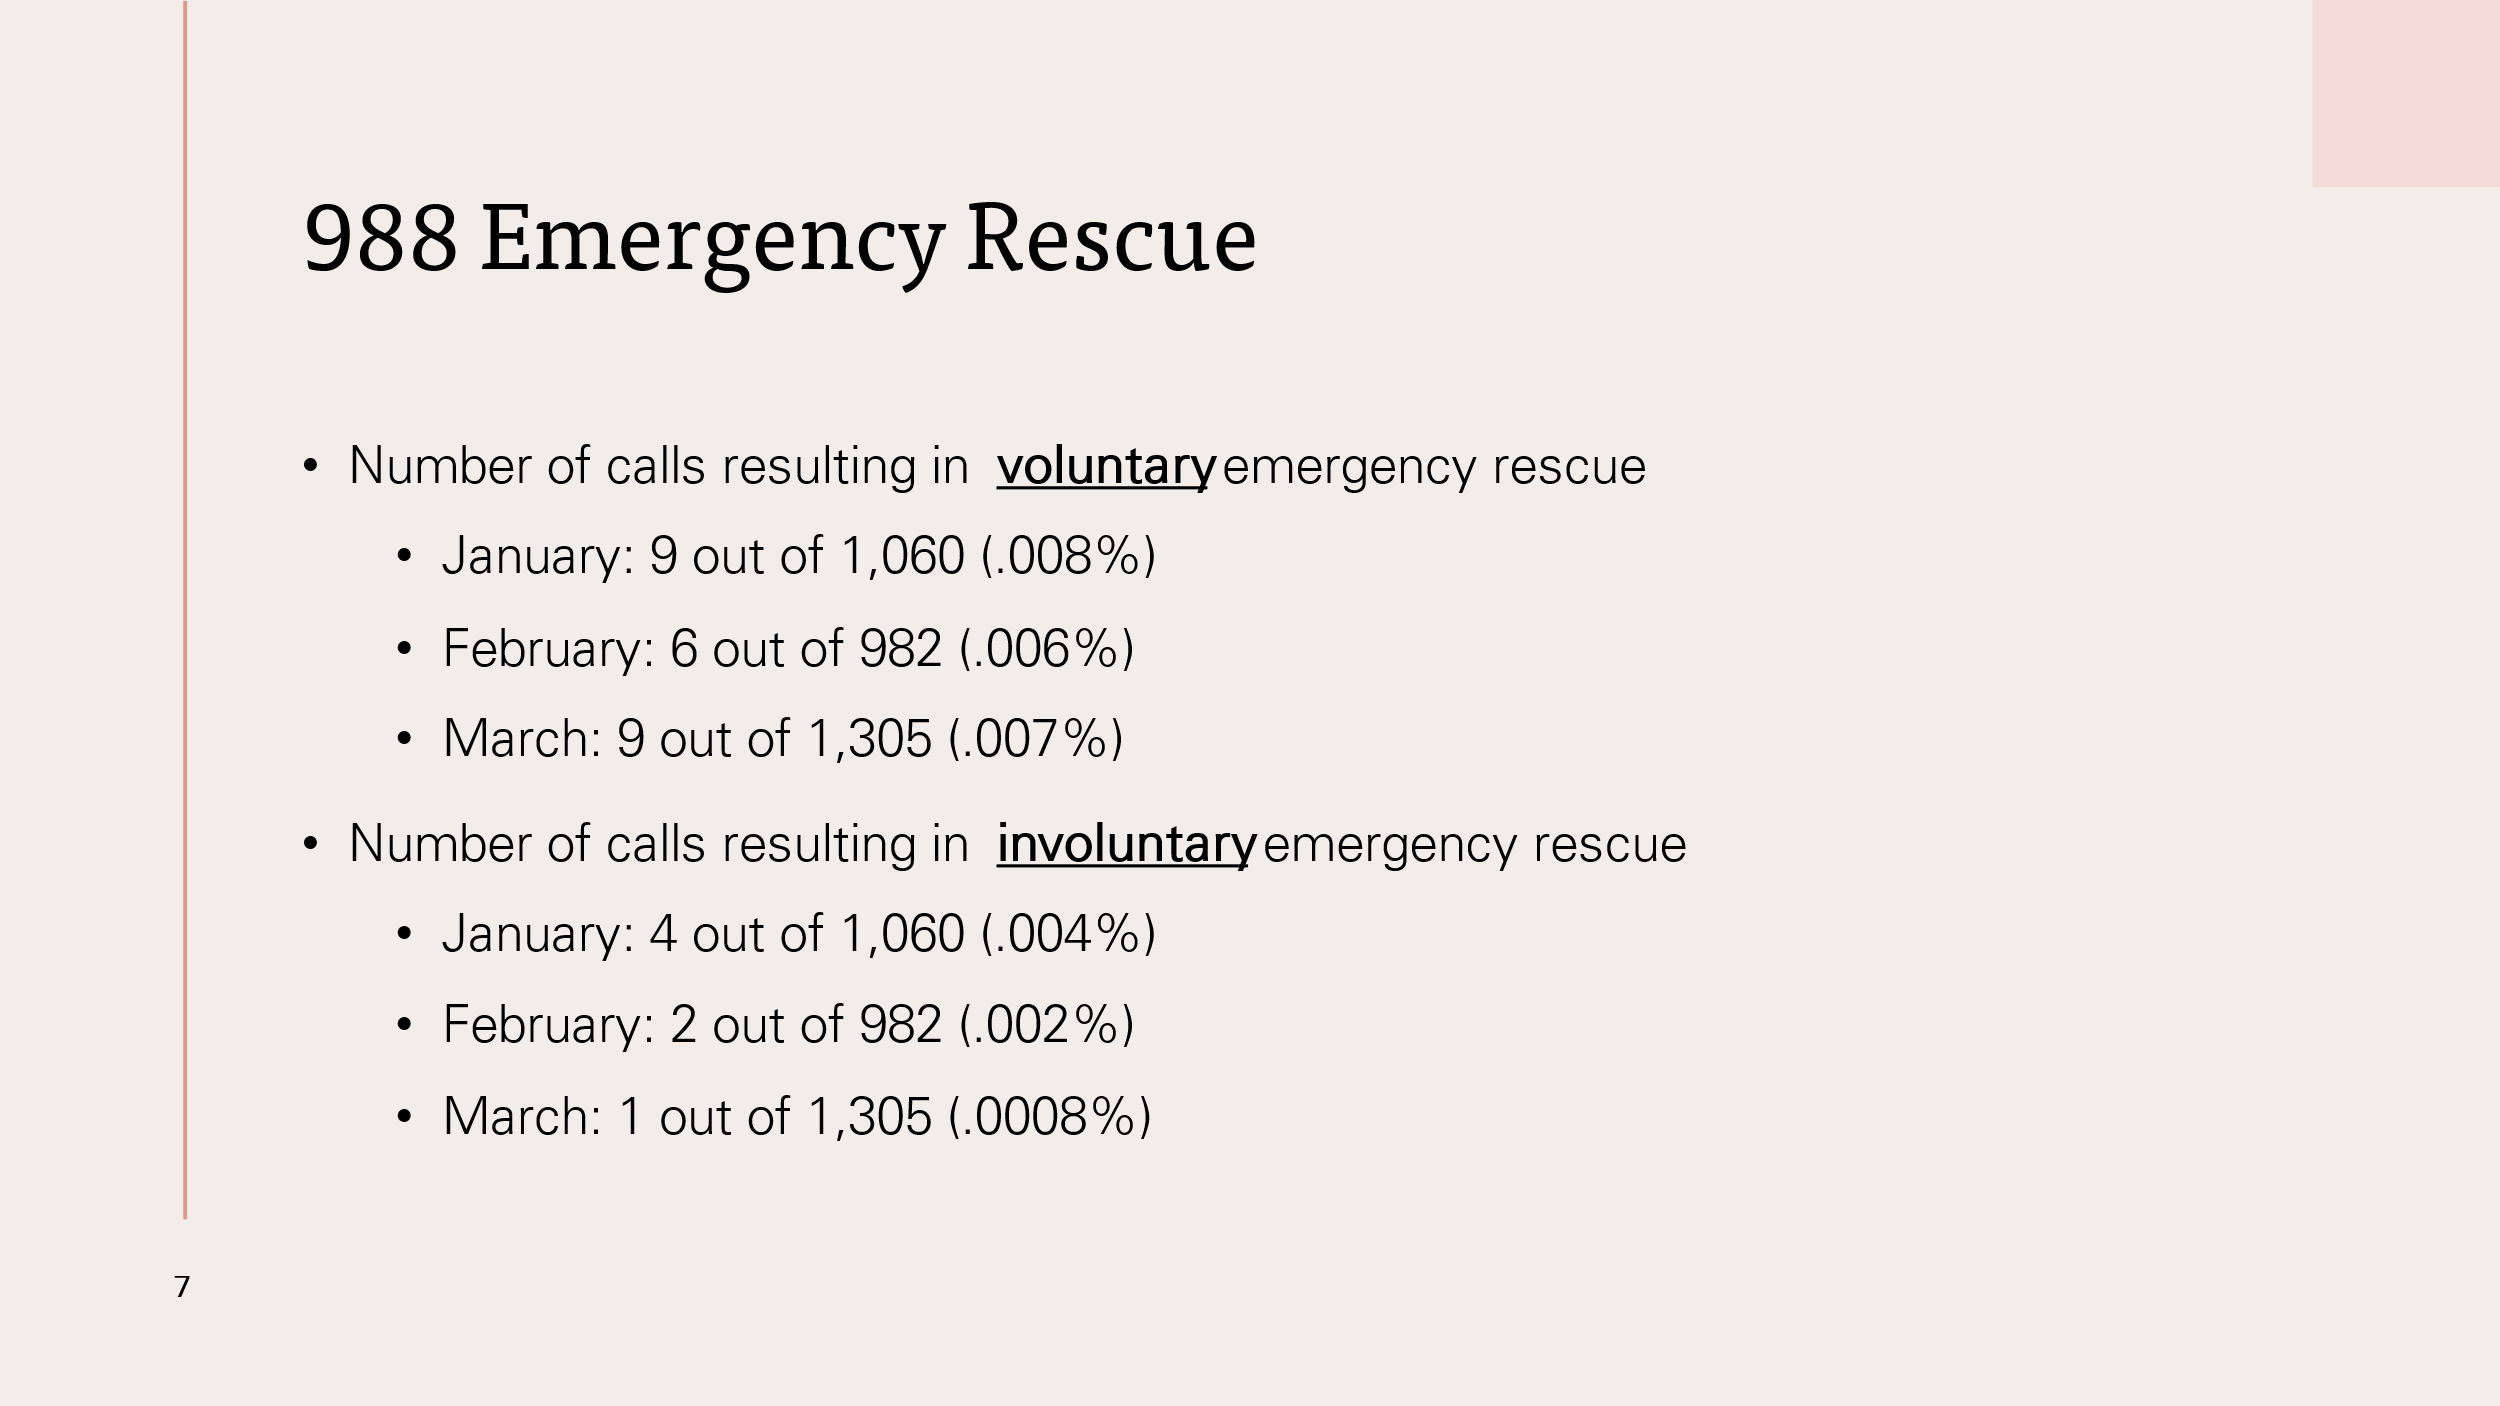 988 Emergency Rescue
• Number of calls resulting in voluntary emergency rescue
• January: 9 out of 1,060 (.008%)
• February: 6 out of 982 (.006%)
• March: 9 out of 1,305 (.007%)
• Number of calls resulting in involuntary emergency rescue
• January: 4 out of 1,060 (.004%)
• February: 2 out of 982 (.002%)
• March: 1 out of 1,305 (.0008%)
7